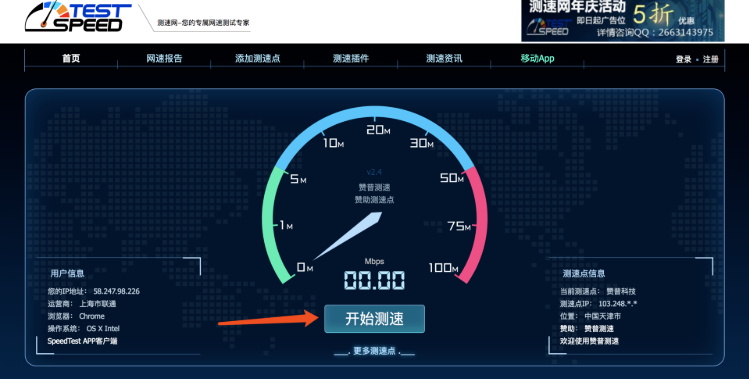 TEST
SPEED
测速网-您的专属网速测试专家
测速网年庆活动
即日起广告位
5折
优惠
SPEED
详情咨询QQ:2663143975
首页
网速报告
添加测速点
测速插件
测速资讯
移动App
登录 · 注册
20M
10M
30M
5M
50M
1M
75M
0M
100M
v2.4
赞普测速
赞助测速点
Mbps
00.00
开始测速
更多测速点
用户信息
您的IP地址: 58.247.98.226
运营商: 上海市联通
浏览器: Chrome
操作系统: OS X Intel
SpeedTest APP客户端
测速点信息
当前测速点: 赞普科技
测速点IP: 103.248.*.*
位置: 中国天津市
赞助: 赞普测速
欢迎使用赞普测速